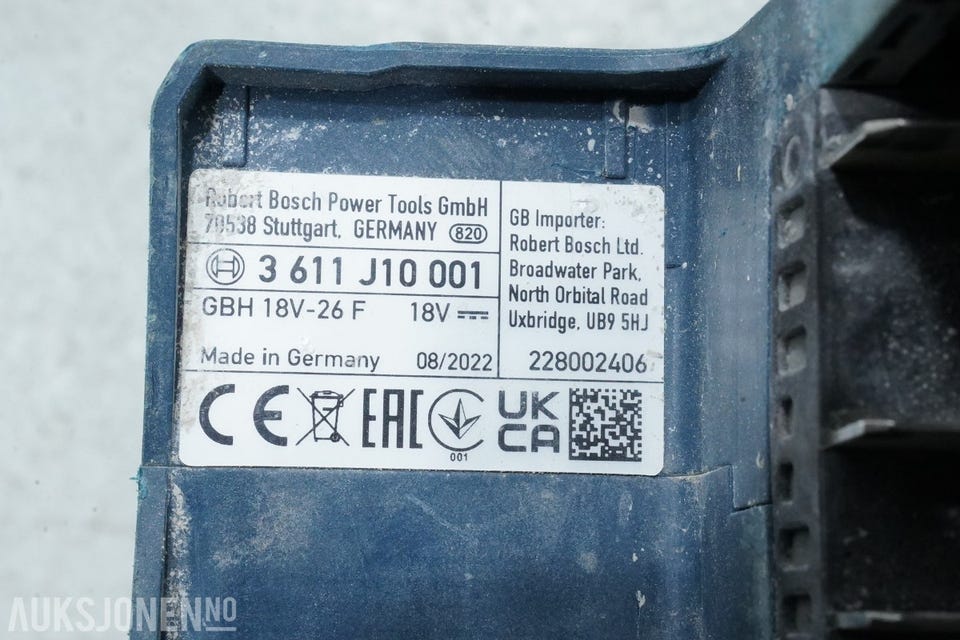 Robert Bosch Power Tools GmbH
70538 Stuttgart, GERMANY 820
3 611 J10 001
GBH 18V-26 F 18V
Made in Germany 08/2022
GB Importer:
Robert Bosch Ltd.
Broadwater Park,
North Orbital Road
Uxbridge, UB9 5HJ
228002406
CE EAC 001 UK
CA
AUKSJONEN.NO